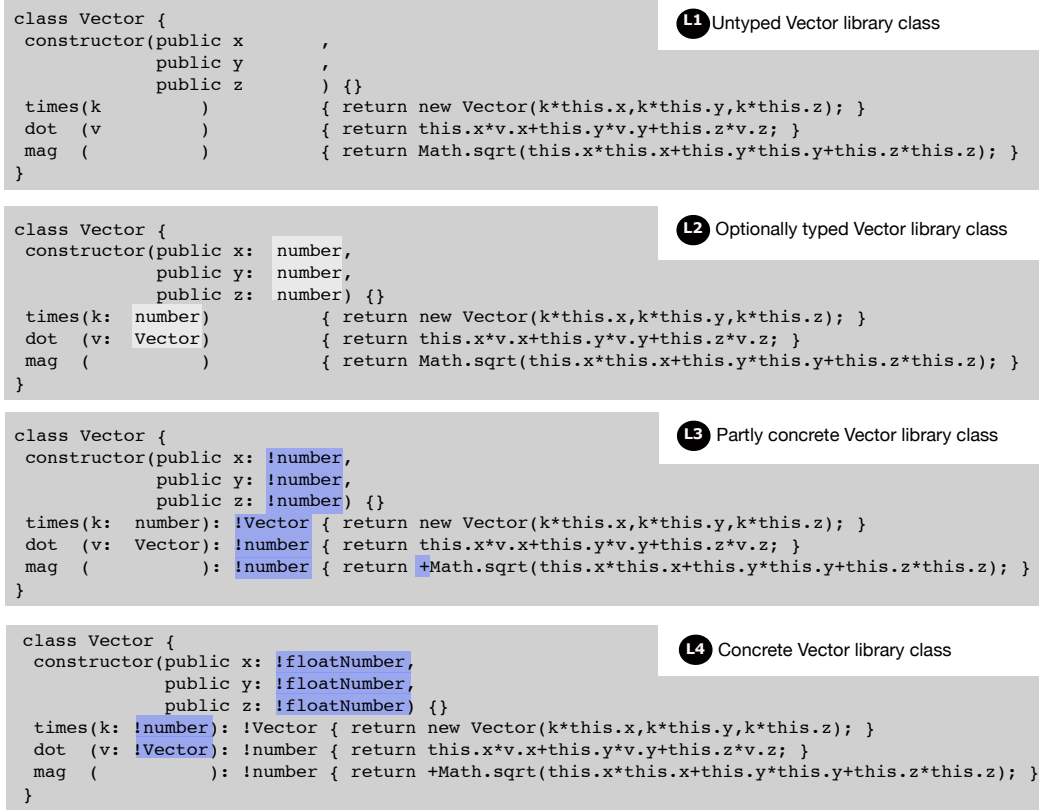 class Vector {
L1 Untyped Vector library class
 constructor(public x       ,
             public y       ,
             public z       ) {}
 times(k         )          { return new Vector(k*this.x,k*this.y,k*this.z); }
 dot  (v         )          { return this.x*v.x+this.y*v.y+this.z*v.z; }
 mag  (          )          { return Math.sqrt(this.x*this.x+this.y*this.y+this.z*this.z); }
}
class Vector {
L2 Optionally typed Vector library class
 constructor(public x:  number,
             public y:  number,
             public z:  number) {}
 times(k:  number)          { return new Vector(k*this.x,k*this.y,k*this.z); }
 dot  (v:  Vector)          { return this.x*v.x+this.y*v.y+this.z*v.z; }
 mag  (          )          { return Math.sqrt(this.x*this.x+this.y*this.y+this.z*this.z); }
}
class Vector {
L3 Partly concrete Vector library class
 constructor(public x: !number,
             public y: !number,
             public z: !number) {}
 times(k:  number): !Vector { return new Vector(k*this.x,k*this.y,k*this.z); }
 dot  (v:  Vector): !number { return this.x*v.x+this.y*v.y+this.z*v.z; }
 mag  (          ): !number { return +Math.sqrt(this.x*this.x+this.y*this.y+this.z*this.z); }
}
class Vector {
L4 Concrete Vector library class
 constructor(public x: !floatNumber,
             public y: !floatNumber,
             public z: !floatNumber) {}
 times(k: !number): !Vector { return new Vector(k*this.x,k*this.y,k*this.z); }
 dot  (v: !Vector): !number { return this.x*v.x+this.y*v.y+this.z*v.z; }
 mag  (          ): !number { return +Math.sqrt(this.x*this.x+this.y*this.y+this.z*this.z); }
}